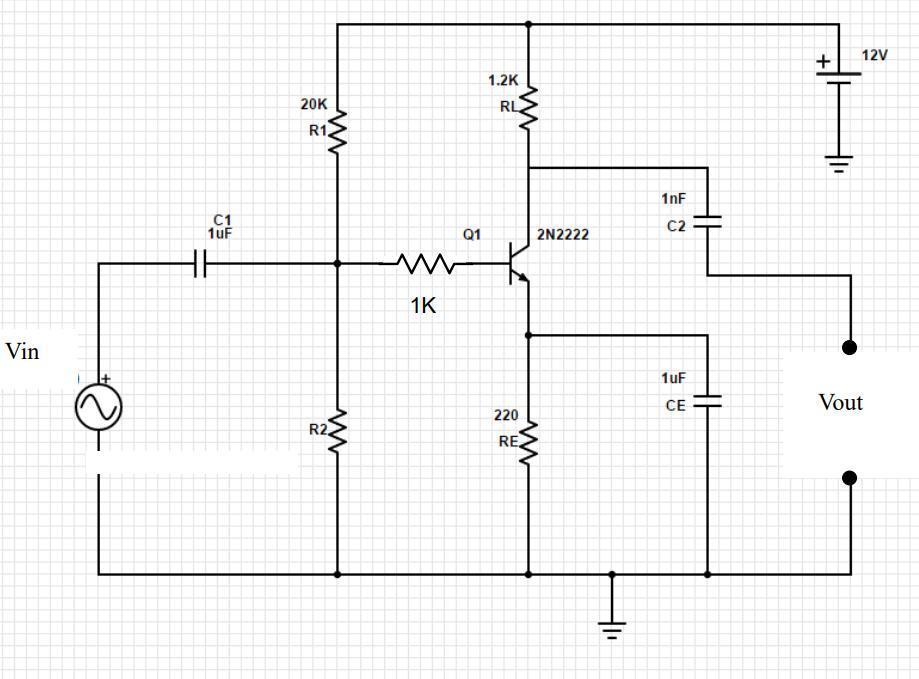 12V
1.2K
RL
20K
R1
1nF
C2
C1
1uF
Q1
2N2222
1K
Vin
+
+
1uF
CE
Vout
220
RE
R2